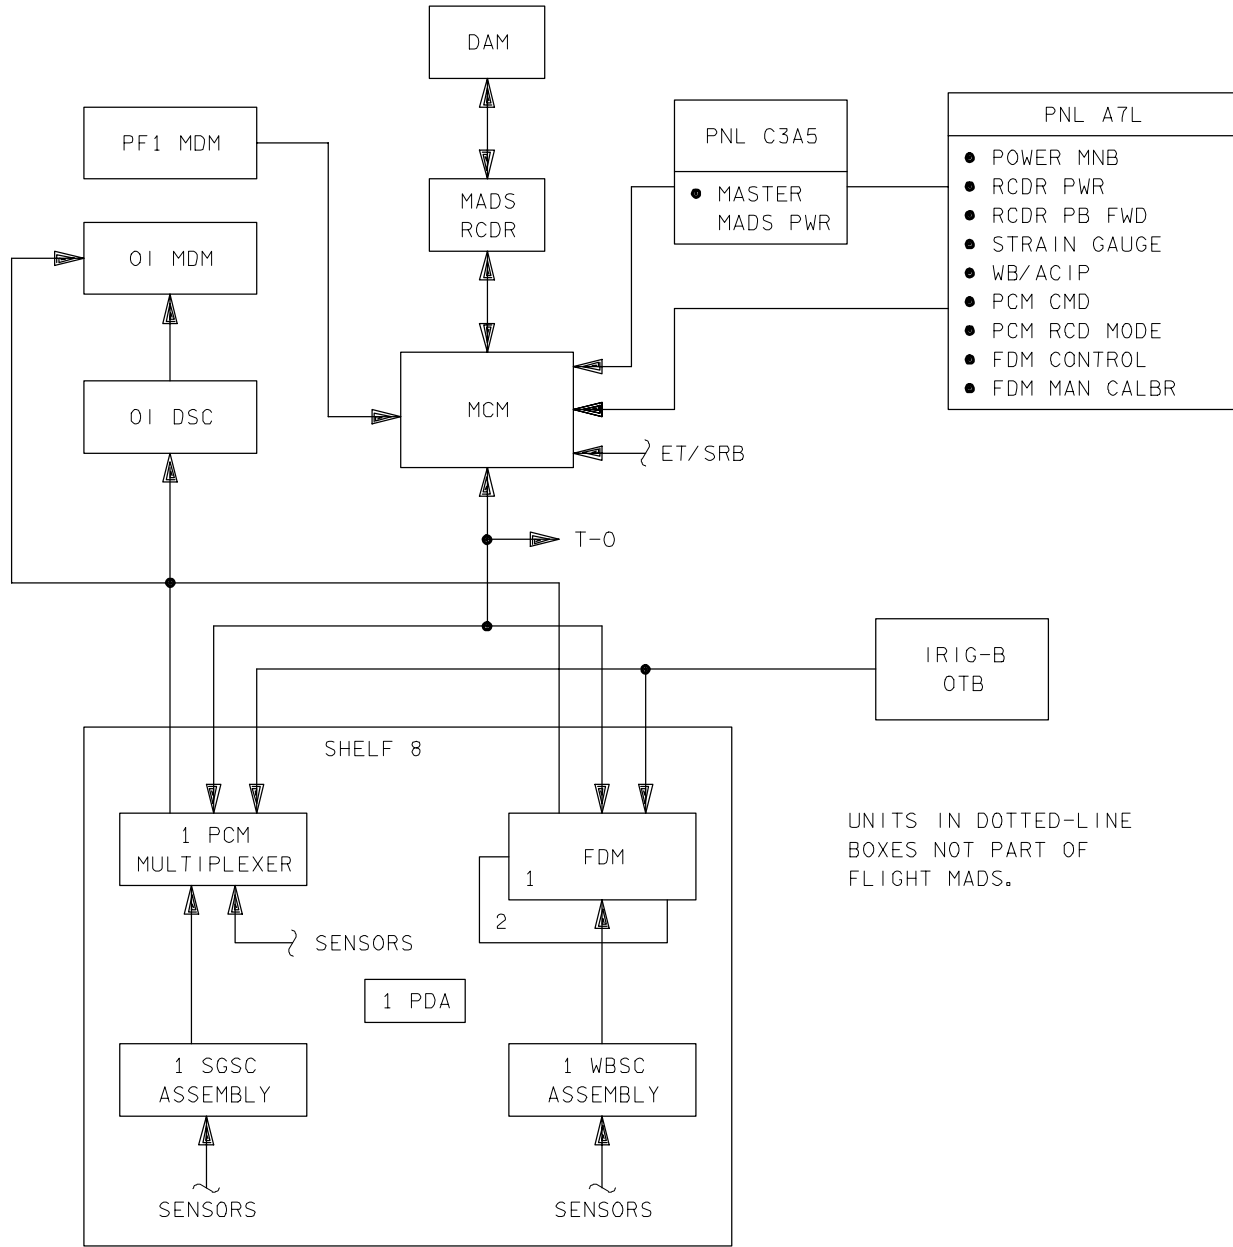 DAM
PF1 MDM
PNL C3A5
PNL A7L
• MASTER
MADS PWR
• POWER MNB
• RCDR PWR
• RCDR PB FWD
• STRAIN GAUGE
• WB/ACIP
• PCM CMD
• PCM RCD MODE
• FDM CONTROL
• FDM MAN CALBR
MADS
RCDR
OI MDM
OI DSC
MCM
ET/SRB
T-0
IRIG-B
OTB
SHELF 8
1 PCM
MULTIPLEXER
FDM
1
2
UNITS IN DOTTED-LINE
BOXES NOT PART OF
FLIGHT MADS.
SENSORS
1 PDA
1 SGSC
ASSEMBLY
1 WBSC
ASSEMBLY
SENSORS
SENSORS